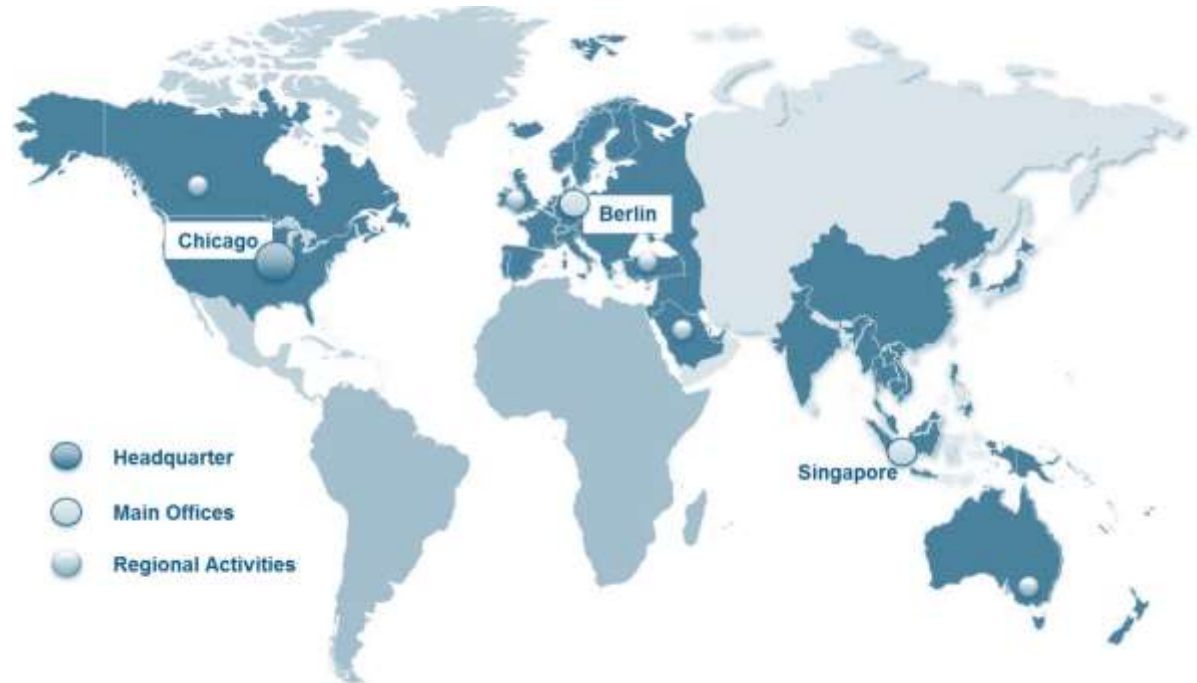 Chicago
Berlin
Singapore
Headquarter
Main Offices
Regional Activities